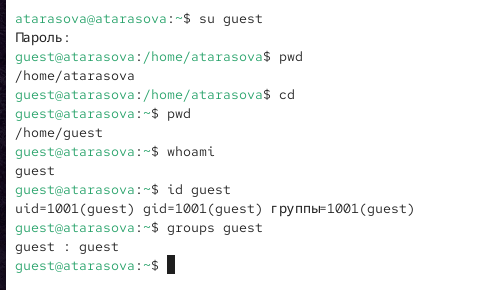 atarasova@atarasova:~$ su guest
Пароль:
guest@atarasova:/home/atarasova$ pwd
/home/atarasova
guest@atarasova:/home/atarasova$ cd
guest@atarasova:~$ pwd
/home/guest
guest@atarasova:~$ whoami
guest
guest@atarasova:~$ id guest
uid=1001(guest) gid=1001(guest) группы=1001(guest)
guest@atarasova:~$ groups guest
guest : guest
guest@atarasova:~$